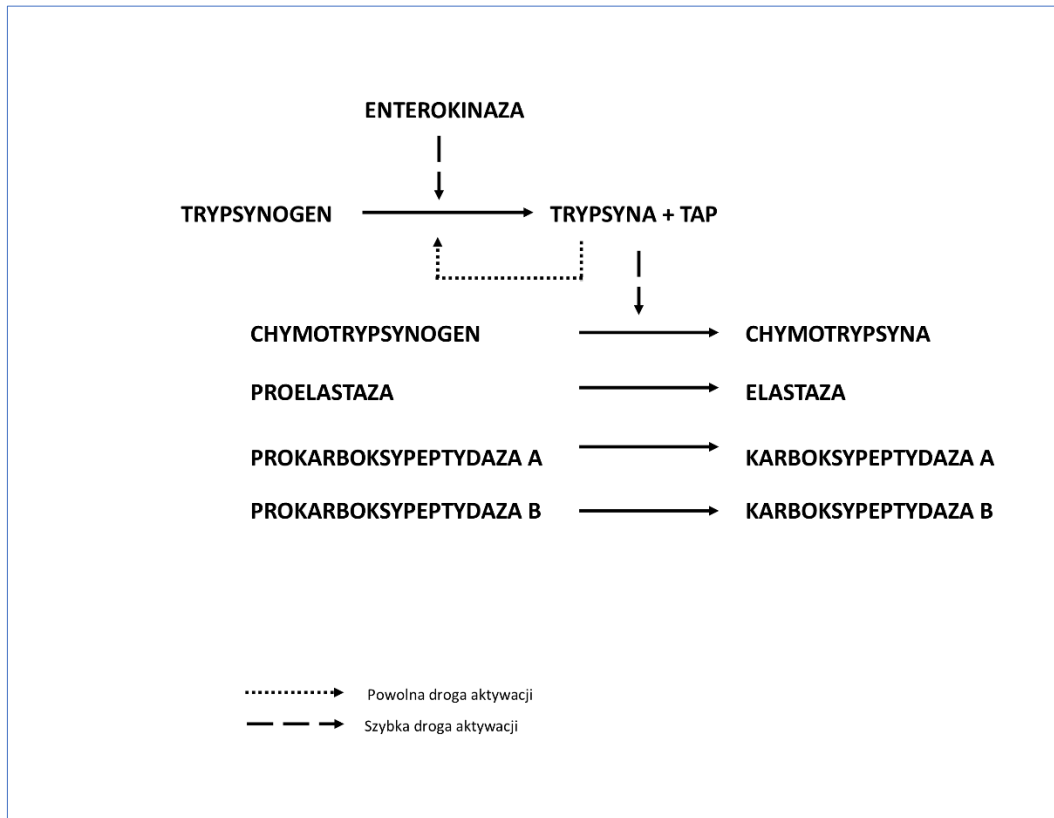 ENTEROKINAZA
TRYPSYNOGEN TRYPSYNA + TAP
CHYMOTRYPSYNOGEN CHYMOTRYPSYNA
PROELASTAZA ELASTAZA
PROKARBOKSYPEPTYDAZA A KARBOKSYPEPTYDAZA A
PROKARBOKSYPEPTYDAZA B KARBOKSYPEPTYDAZA B
Powolna droga aktywacji
Szybka droga aktywacji